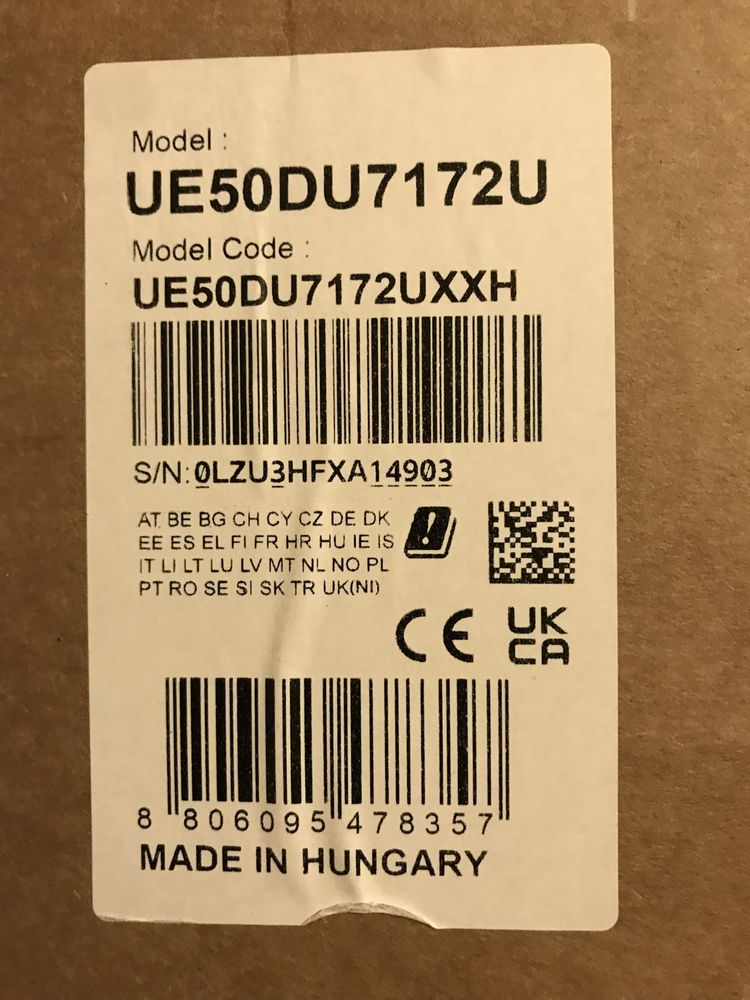 Model :
UE50DU7172U
Model Code :
UE50DU7172UXXH
S/N:0LZU3HFXA14903
AT BE BG CH CY CZ DE DK
EE ES EL FI FR HR HU IE IS
IT LI LT LU LV MT NL NO PL
PT RO SE SI SK TR UK(NI)
CE UK
CA
8 806095 478357
MADE IN HUNGARY